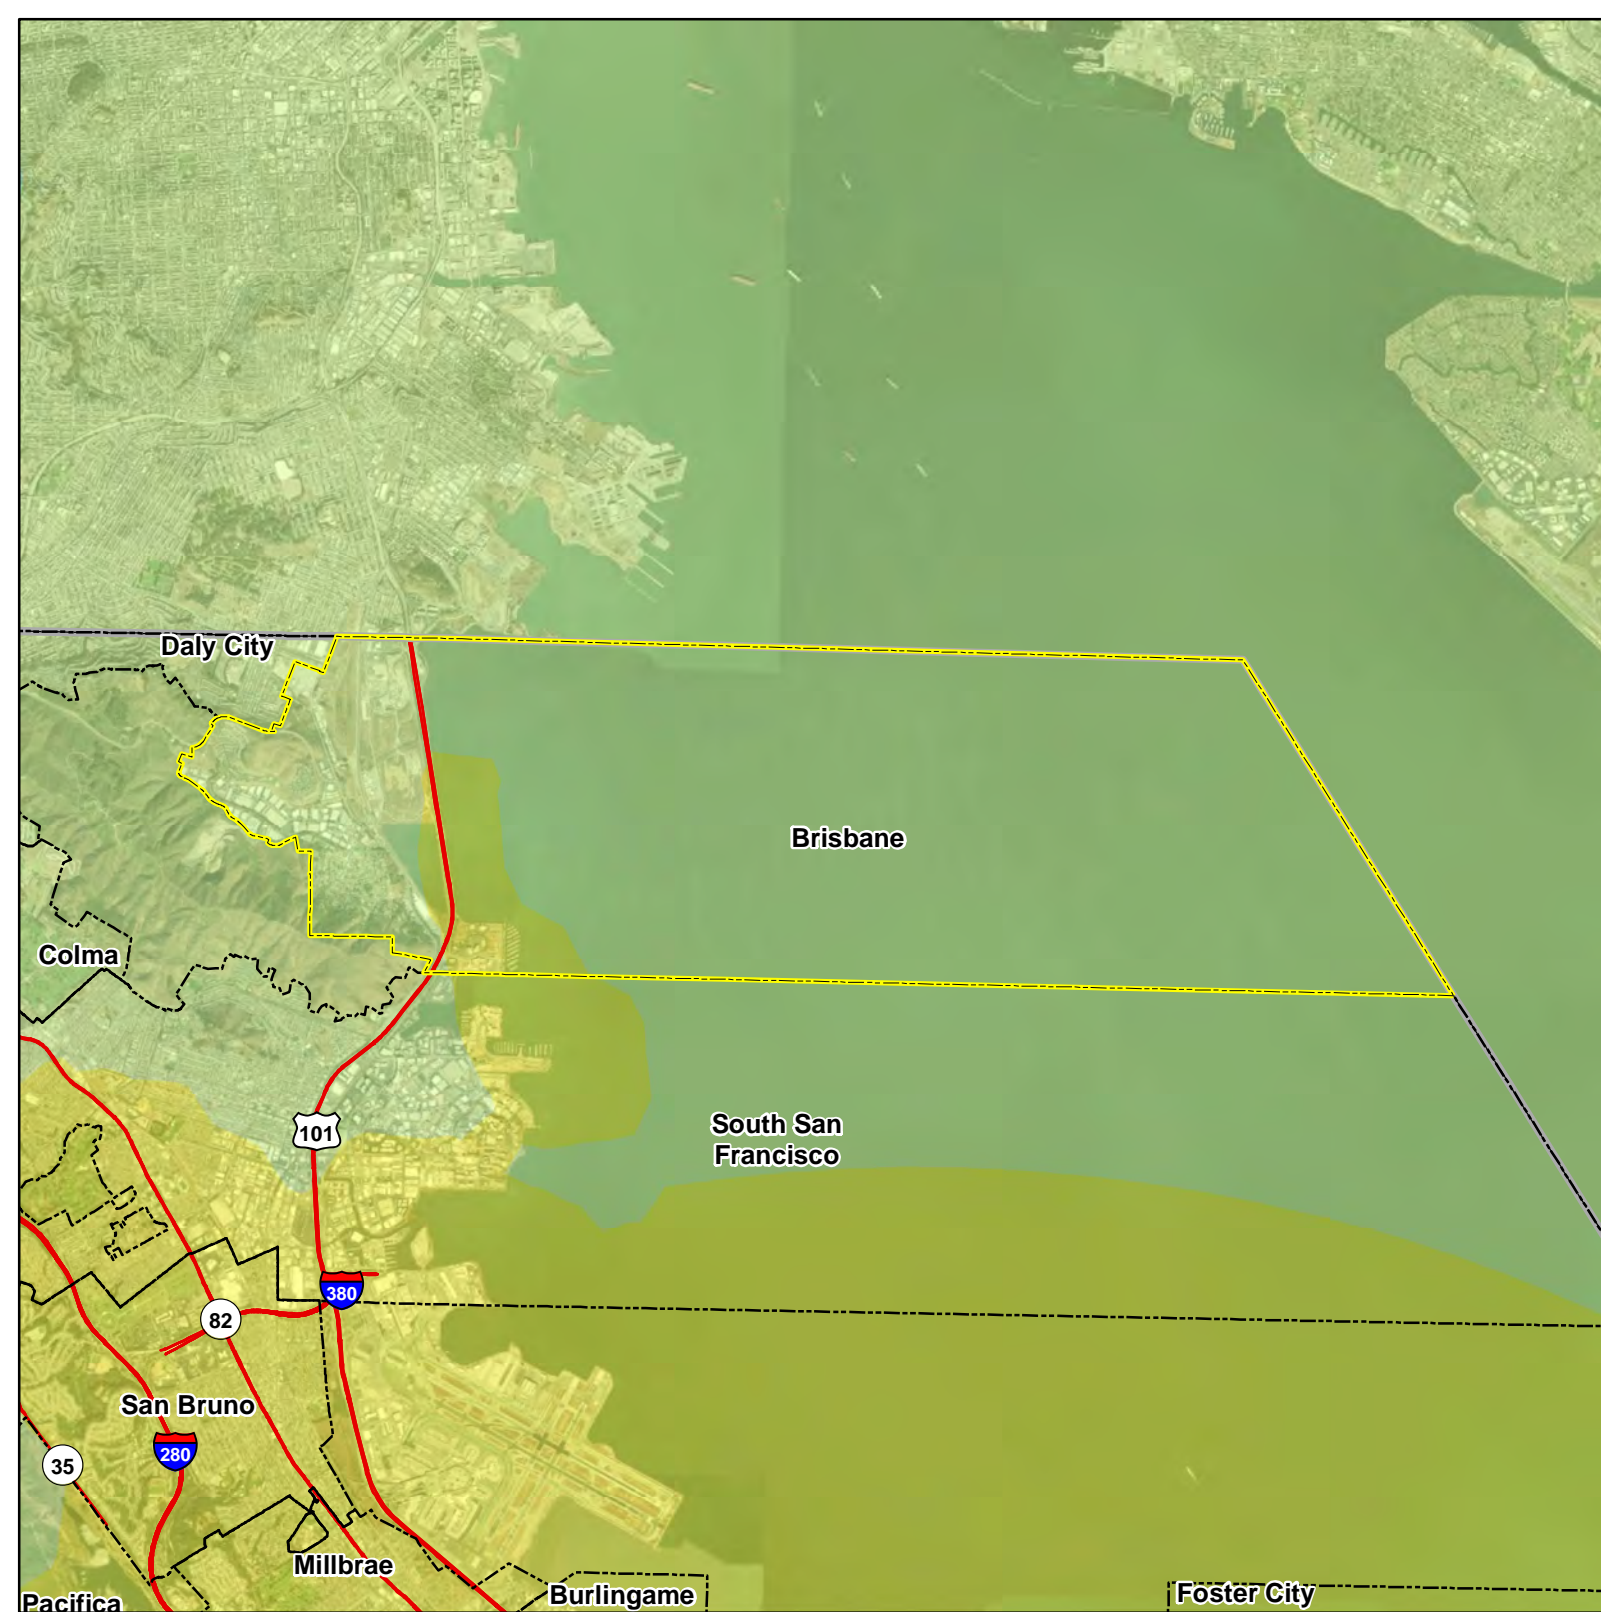 Daly City
Brisbane
Colma
South San
Francisco
101
380
82
San Bruno
280
35
Millbrae
Burlingame
Foster City
Pacifica